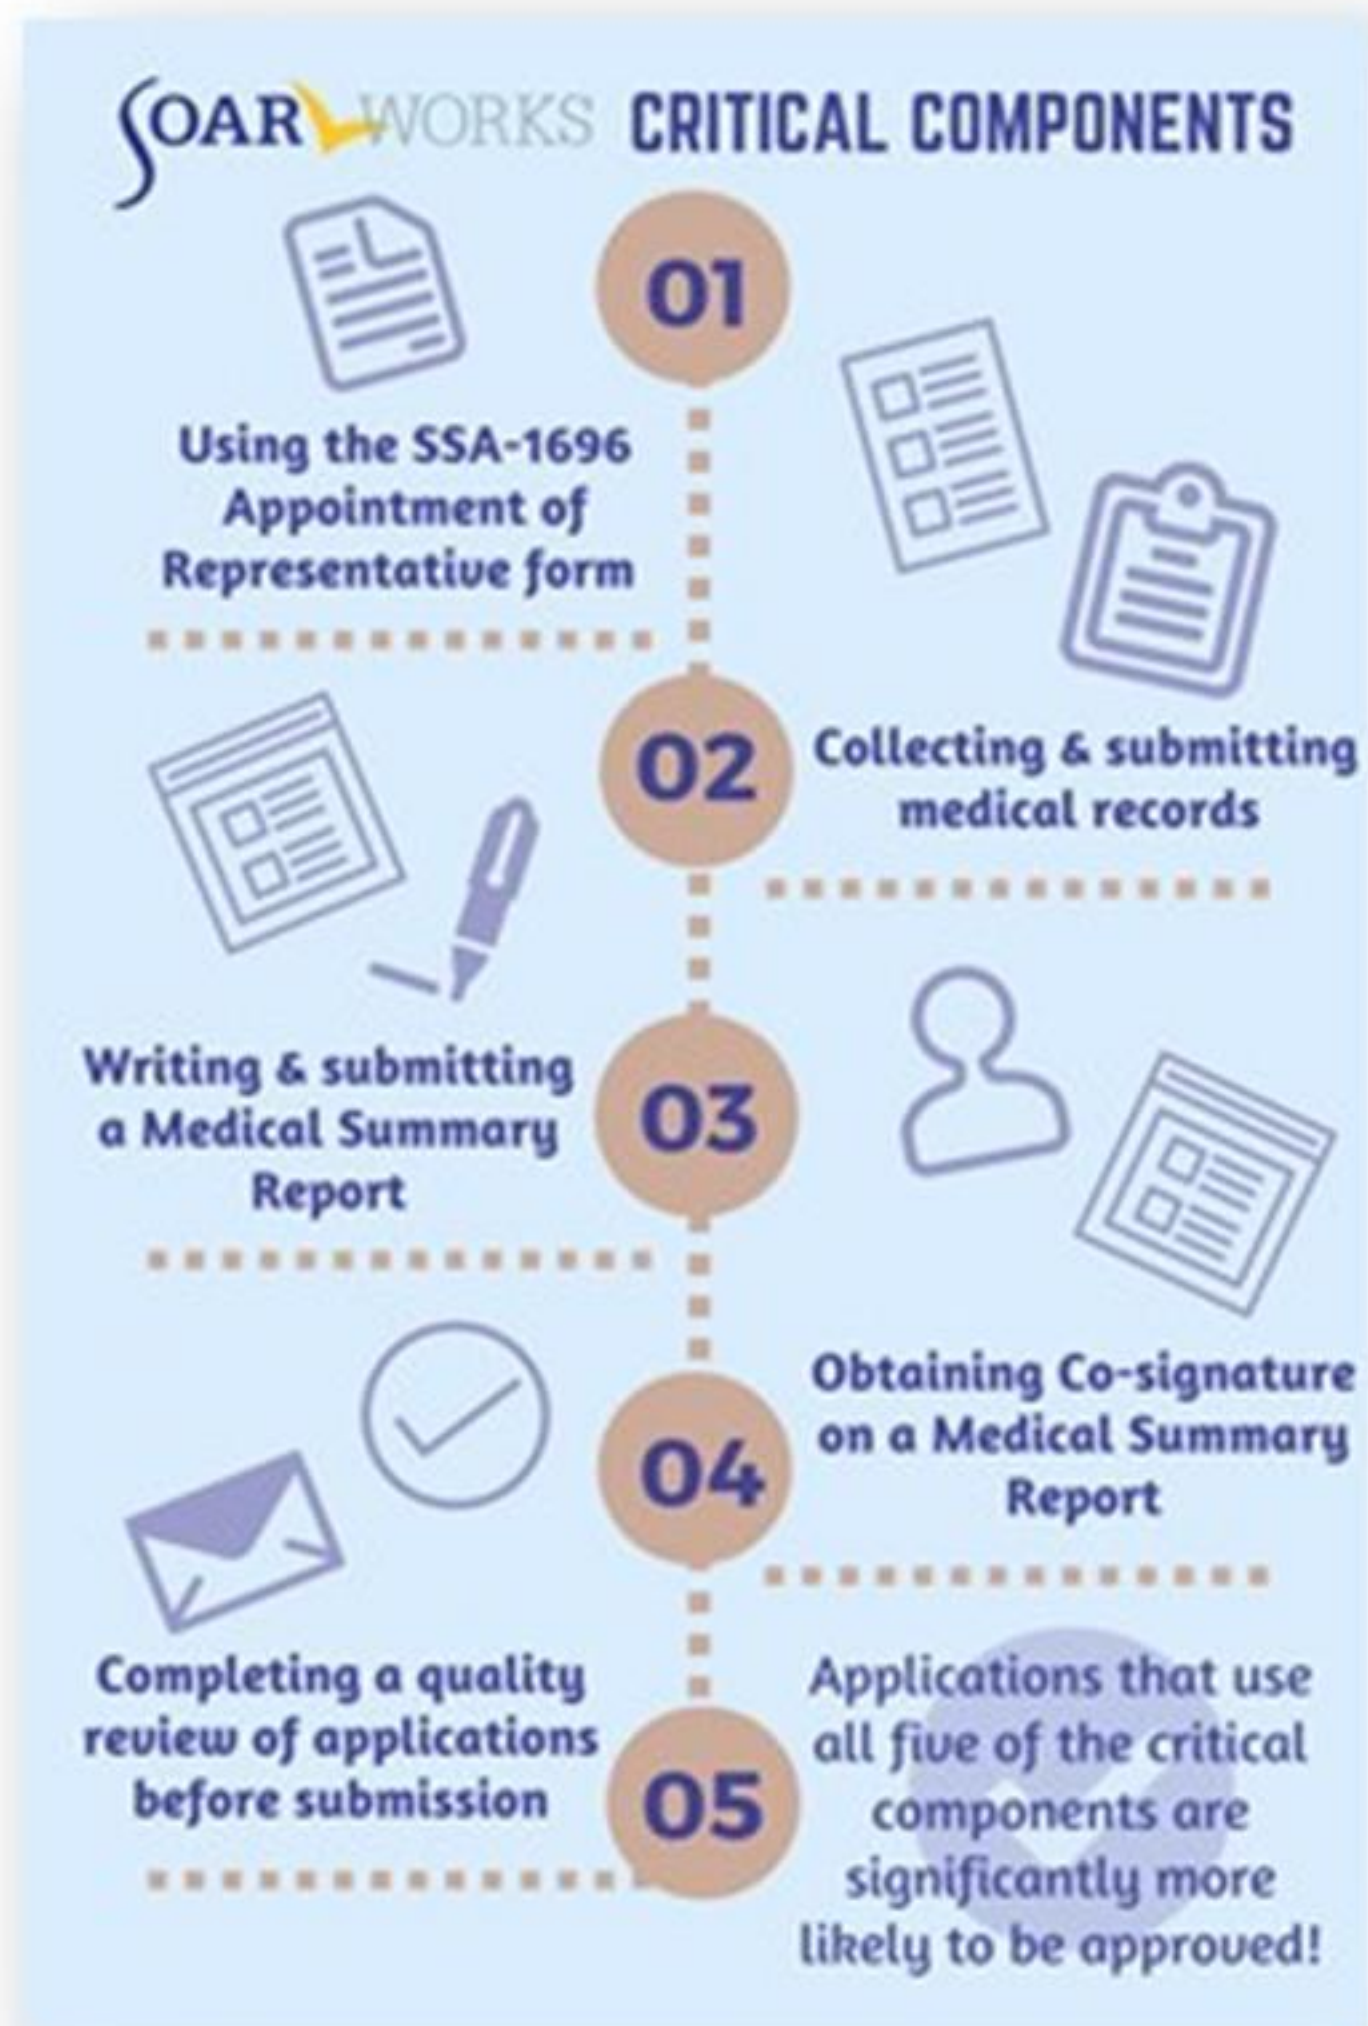 SOAR WORKS CRITICAL COMPONENTS
01
Using the SSA-1696
Appointment of
Representative form
02
Collecting & submitting
medical records
03
Writing & submitting
a Medical Summary
Report
04
Obtaining Co-signature
on a Medical Summary
Report
05
Completing a quality
review of applications
before submission
Applications that use
all five of the critical
components are
significantly more
likely to be approved!